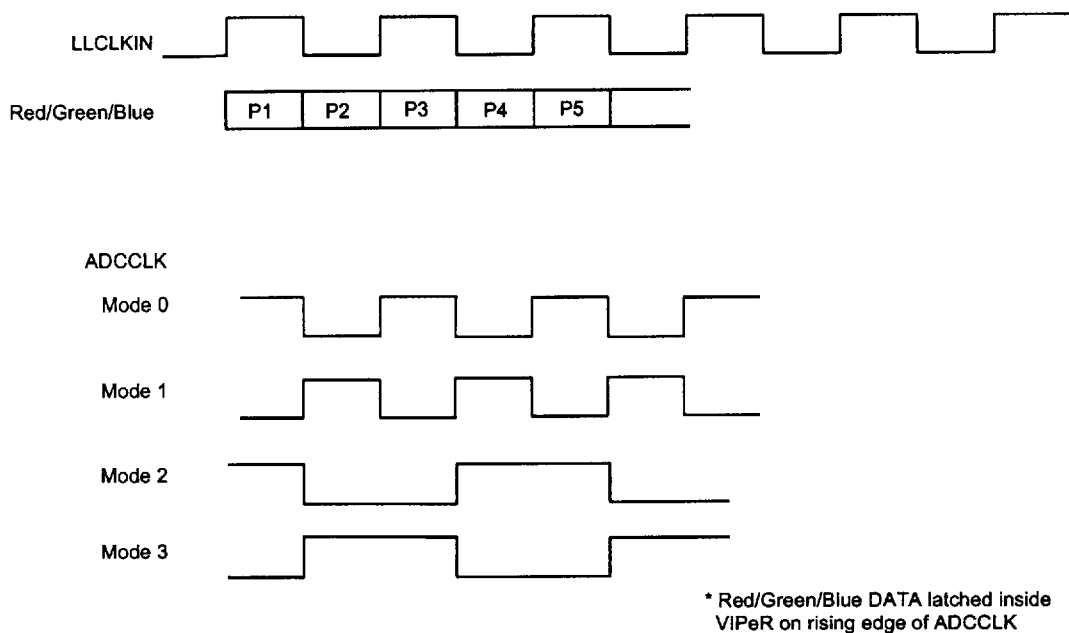 LLCLKIN
Red/Green/Blue P1 P2 P3 P4 P5
ADCCLK
Mode 0
Mode 1
Mode 2
Mode 3
* Red/Green/Blue DATA latched inside
VIPeR on rising edge of ADCCLK